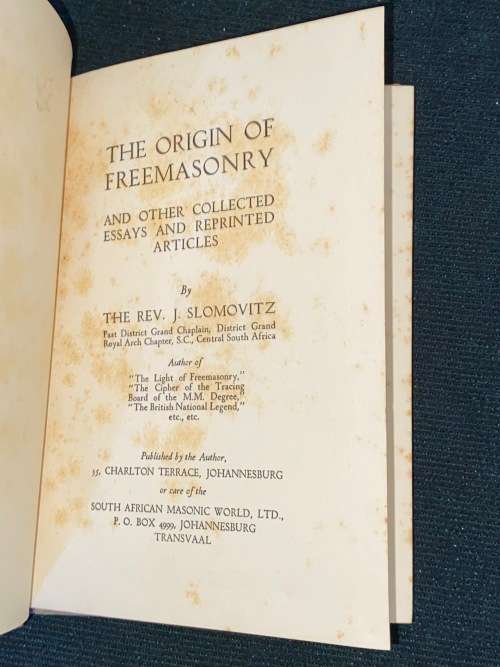 THE ORIGIN OF
FREEMASONRY
AND OTHER COLLECTED
ESSAYS AND REPRINTED
ARTICLES
By
THE REV. J. SLOMOVITZ
Past District Grand Chaplain, District Grand
Royal Arch Chapter, S.C., Central South Africa
Author of
"The Light of Freemasonry,"
"The Cipher of the Tracing
Board of the M.M. Degree,"
"The British National Legend,"
etc., etc.
Published by the Author,
35, CHARLTON TERRACE, JOHANNESBURG
or care of the
SOUTH AFRICAN MASONIC WORLD, LTD.,
P. O. BOX 4999, JOHANNESBURG
TRANSVAAL